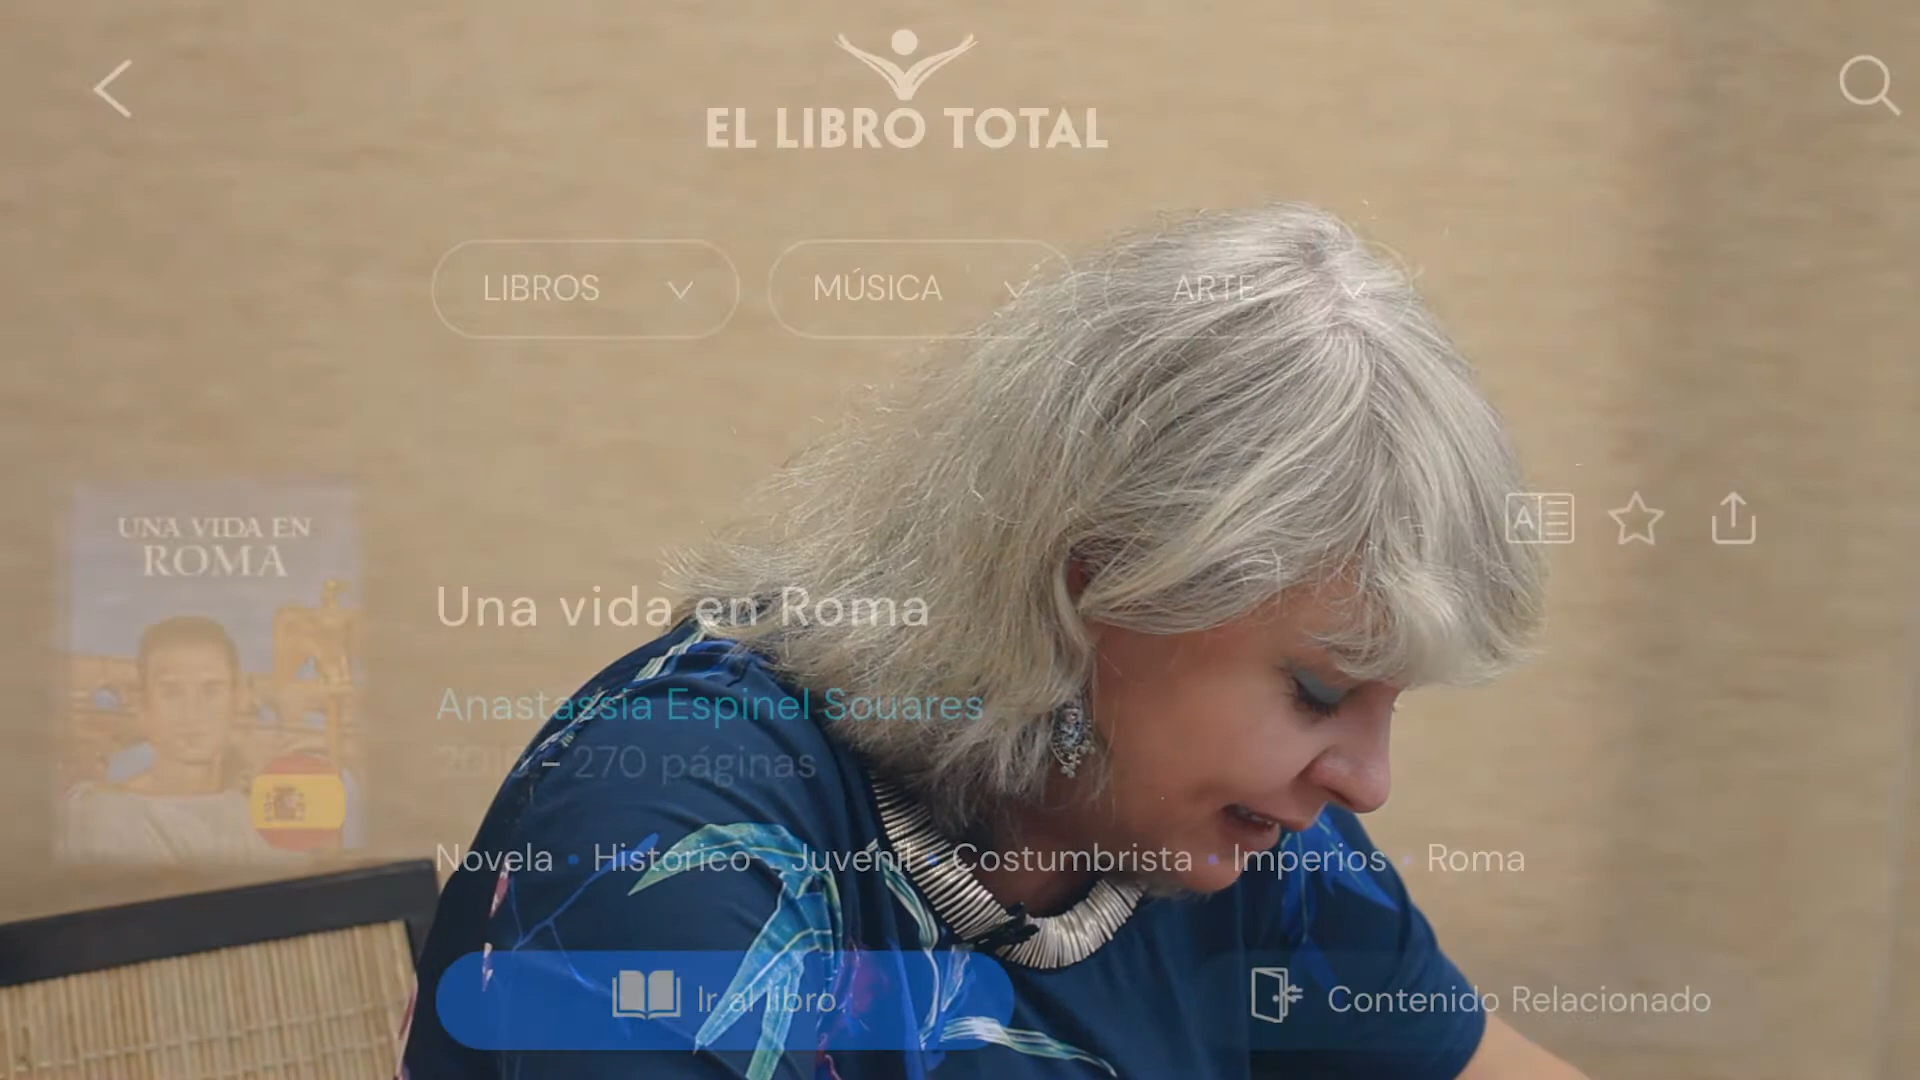 EL LIBRO TOTAL
LIBROS
MÚSICA
ARTE
UNA VIDA EN
ROMA
Una vida en Roma
Anastassia Espinel Souares
- 270 páginas
Novela • Histórico • Juvenil • Costumbrista • Imperios • Roma
Ir al libro
Contenido Relacionado